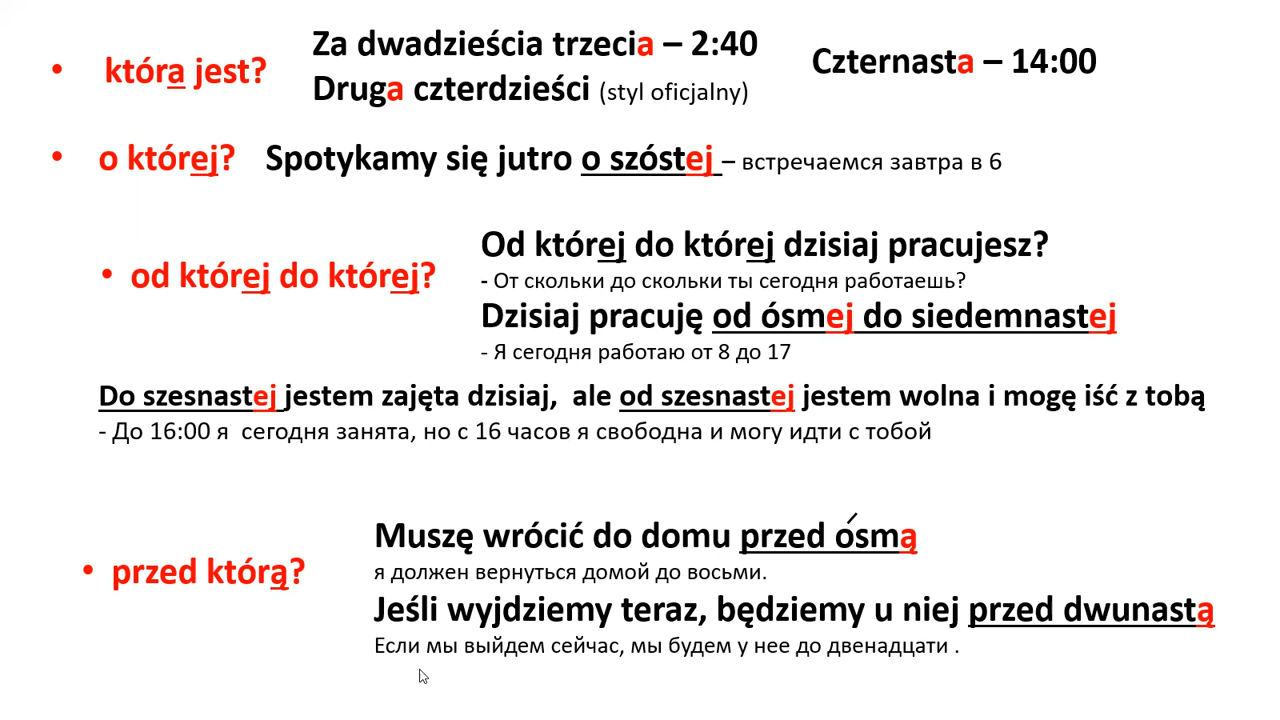 • która jest?
Za dwadzieścia trzecia – 2:40
Druga czterdzieści (styl oficjalny)
Czternasta – 14:00
• o której? Spotykamy się jutro o szóstej – встречаемся завтра в 6
• od której do której?
Od której do której dzisiaj pracujesz?
- От скольки до скольки ты сегодня работаешь?
Dzisiaj pracuję od ósmej do siedemnastej
- Я сегодня работаю от 8 до 17
Do szesnastej jestem zajęta dzisiaj, ale od szesnastej jestem wolna i mogę iść z tobą
- До 16:00 я сегодня занята, но с 16 часов я свободна и могу идти с тобой
• przed którą?
Muszę wrócić do domu przed ósmą
я должен вернуться домой до восьми.
Jeśli wyjdziemy teraz, będziemy u niej przed dwunastą
Если мы выйдем сейчас, мы будем у нее до двенадцати .